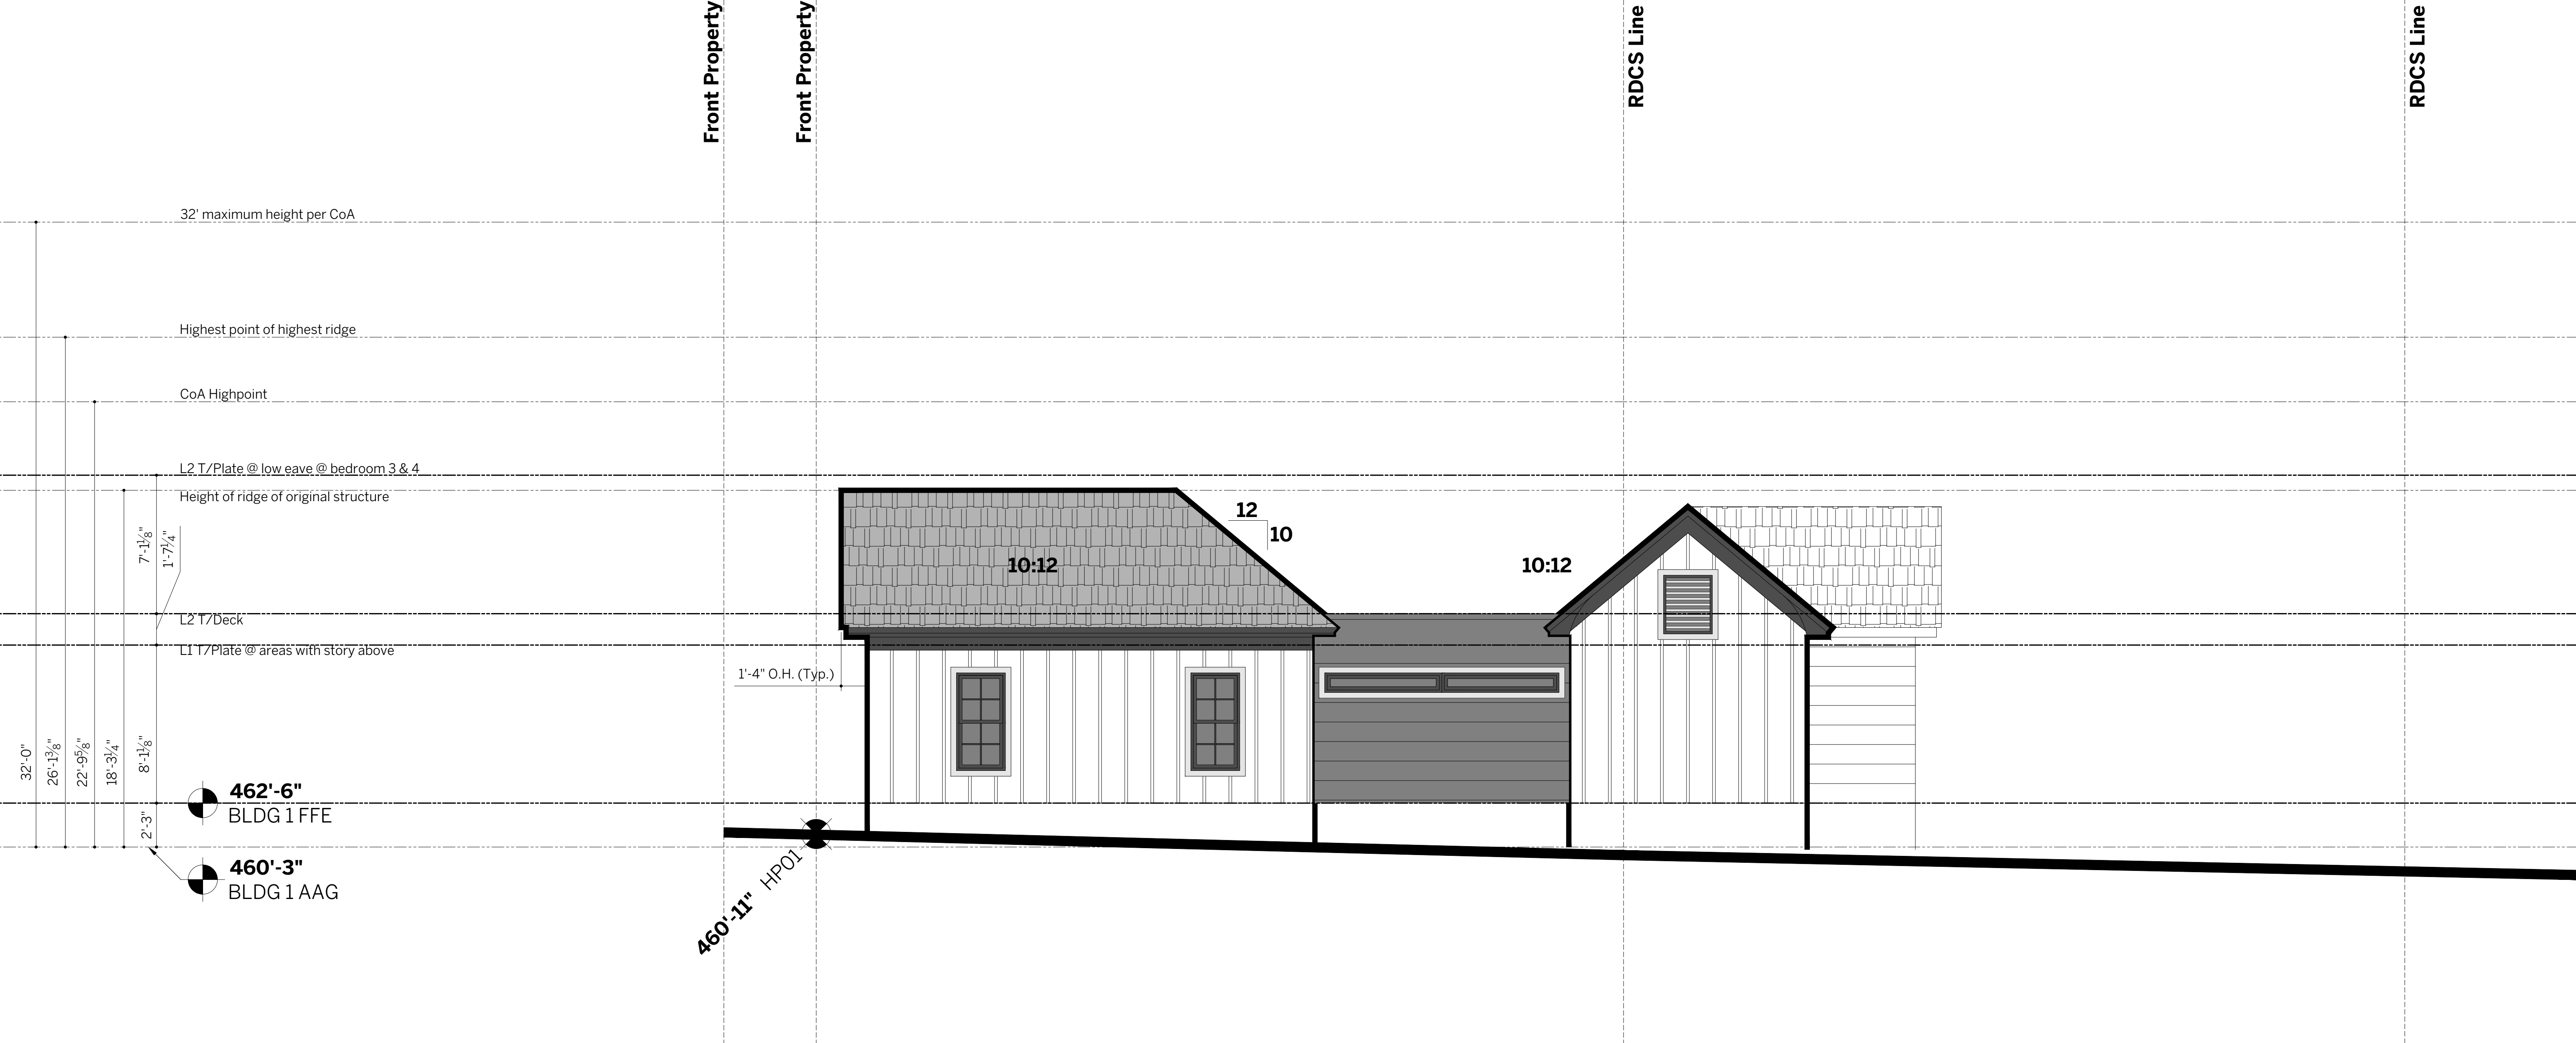 Front Property
Front Property
RDCS Line
RDCS Line
32' maximum height per CoA
Highest point of highest ridge
CoA Highpoint
L2 T/Plate @ low eave @ bedroom 3 & 4
Height of ridge of original structure
12
10
7'-1⅛"
1'-7¼"
10:12
10:12
L2 T/Deck
L1 T/Plate @ areas with story above
1'-4" O.H. (Typ.)
32'-0"
26'-1⅜"
22'-9⅝"
18'-3¼"
8'-1⅛"
462'-6"
BLDG 1 FFE
2'-3"
460'-3"
BLDG 1 AAG
460'-11" HP01